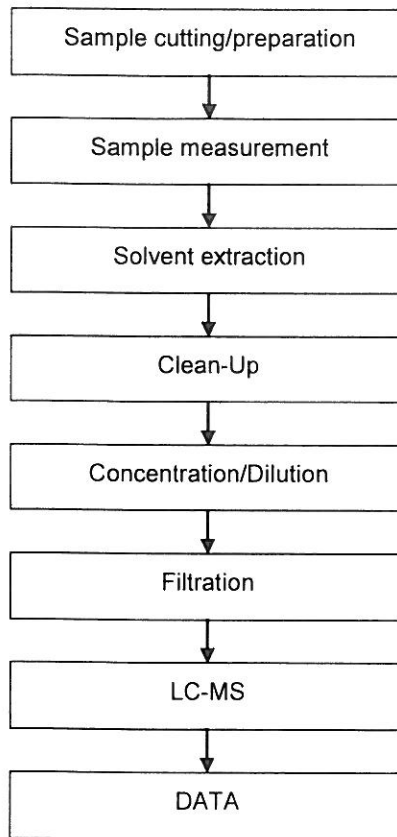 Sample cutting/preparation
Sample measurement
Solvent extraction
Clean-Up
Concentration/Dilution
Filtration
LC-MS
DATA